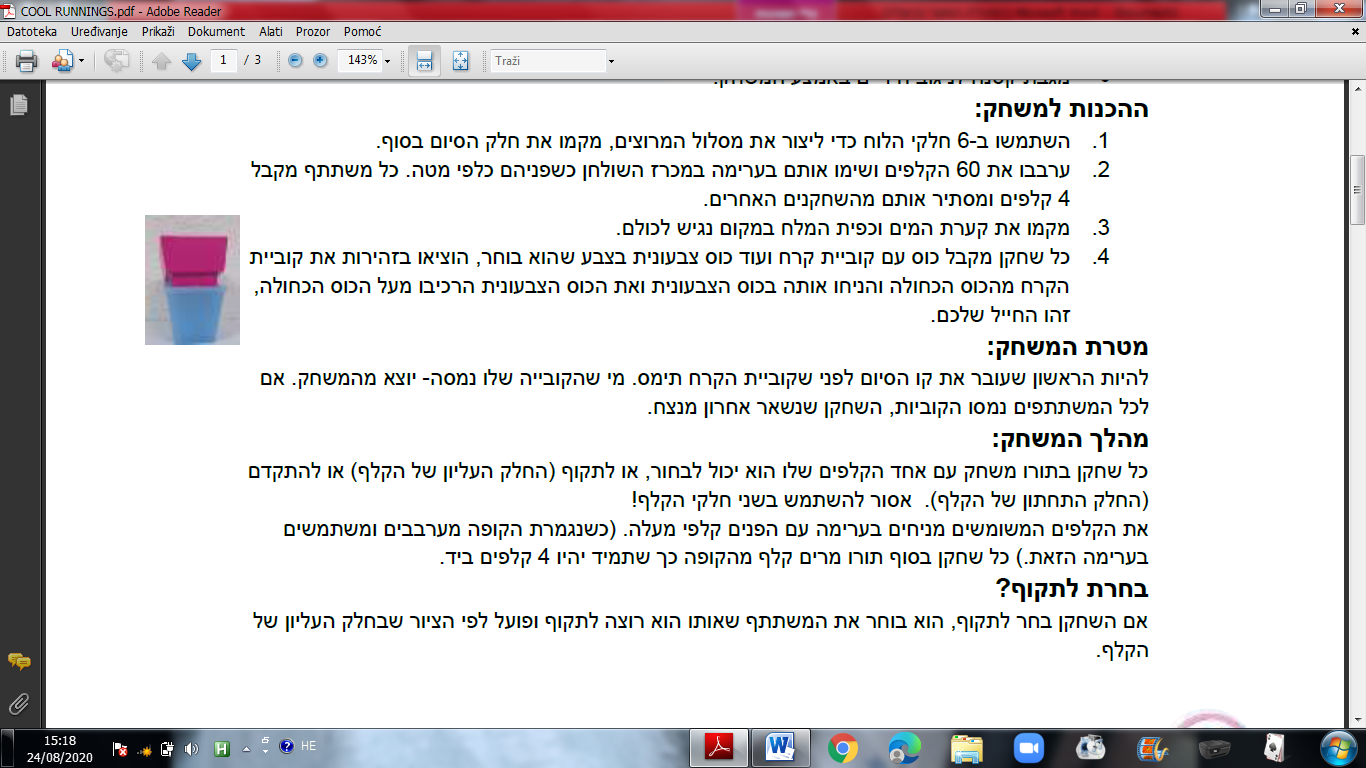 COOL RUNNINGS.pdf - Adobe Reader
Datoteka Uređivanje Prikaži Dokument Alati Prozor Pomoć
1 / 3 143% Traži
ההכנות למשחק:
1. השתמשו ב-6 חלקי הלוח כדי ליצור את מסלול המרוצים, מקמו את חלק הסיום בסוף.
2. ערבבו את 60 הקלפים ושימו אותם בערימה במכרז השולחן כשפניהם כלפי מטה. כל משתתף מקבל
4 קלפים ומסתיר אותם מהשחקנים האחרים.
3. מקמו את קערת המים וכפית המלח במקום נגיש לכולם.
4. כל שחקן מקבל כוס עם קוביית קרח ועוד כוס צבעונית בצבע שהוא בוחר, הוציאו בזהירות את קוביית
הקרח מהכוס הכחולה והניחו אותה בכוס הצבעונית ואת הכוס הצבעונית הרכיבו מעל הכוס הכחולה,
זהו החייל שלכם.
מטרת המשחק:
להיות הראשון שעובר את קו הסיום לפני שקוביית הקרח תימס. מי שהקובייה שלו נמסה- יוצא מהמשחק. אם
לכל המשתתפים נמסו הקוביות, השחקן שנשאר אחרון מנצח.
מהלך המשחק:
כל שחקן בתורו משחק עם אחד הקלפים שלו הוא יכול לבחור, או לתקוף (החלק העליון של הקלף) או להתקדם
(החלק התחתון של הקלף). אסור להשתמש בשני חלקי הקלף!
את הקלפים המשומשים מניחים בערימה עם הפנים קלפי מעלה. (כשנגמרת הקופה מערבבים ומשתמשים
בערימה הזאת.) כל שחקן בסוף תורו מרים קלף מהקופה כך שתמיד יהיו 4 קלפים ביד.
בחרת לתקוף?
אם השחקן בחר לתקוף, הוא בוחר את המשתתף שאותו הוא רוצה לתקוף ופועל לפי הציור שבחלק העליון של
הקלף.
HE
15:18
24/08/2020